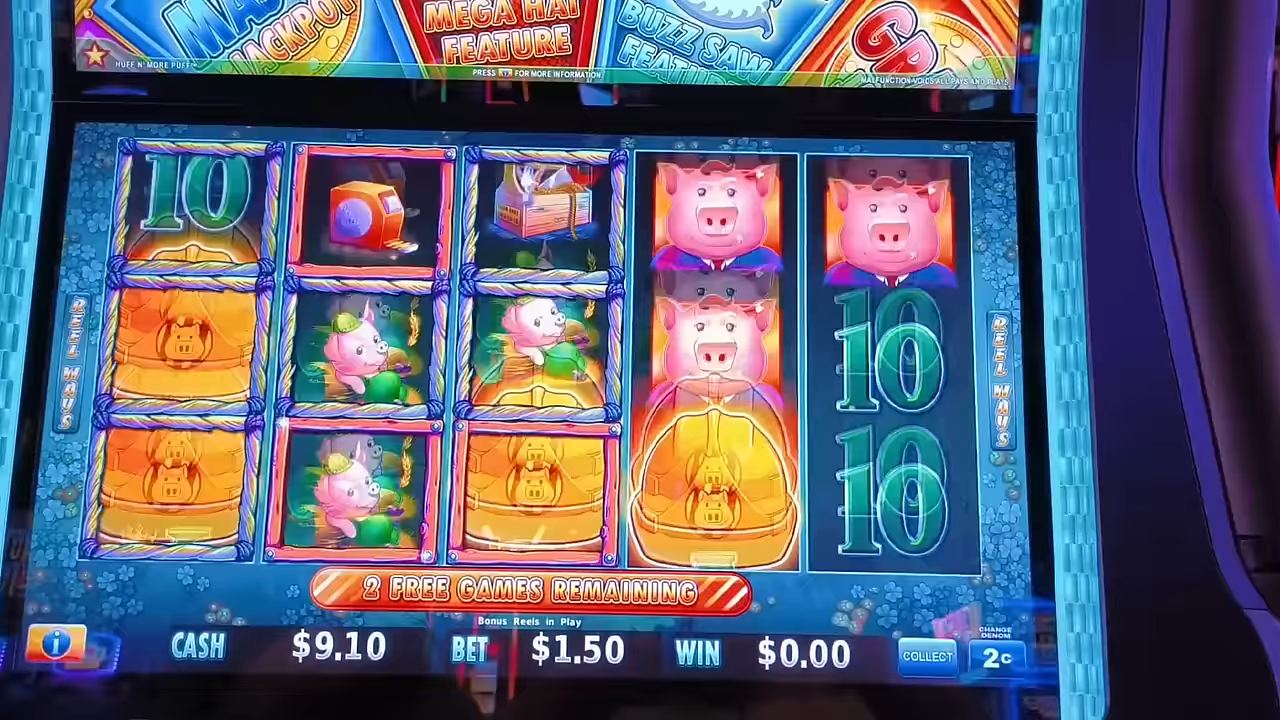 JACKPOT
MEGA HAT
FEATURE
BUZZ SAW
HUFF N' MORE PUFF™
PRESS FOR MORE INFORMATION
MALFUNCTION VOIDS ALL PAYS AND PLAYS
10
REEL WAYS
10
10
REEL WAYS
2 FREE GAMES REMAINING
Bonus Reels in Play
CASH $9.10 BET $1.50 WIN $0.00
COLLECT
CHANGE
DENOM
2¢